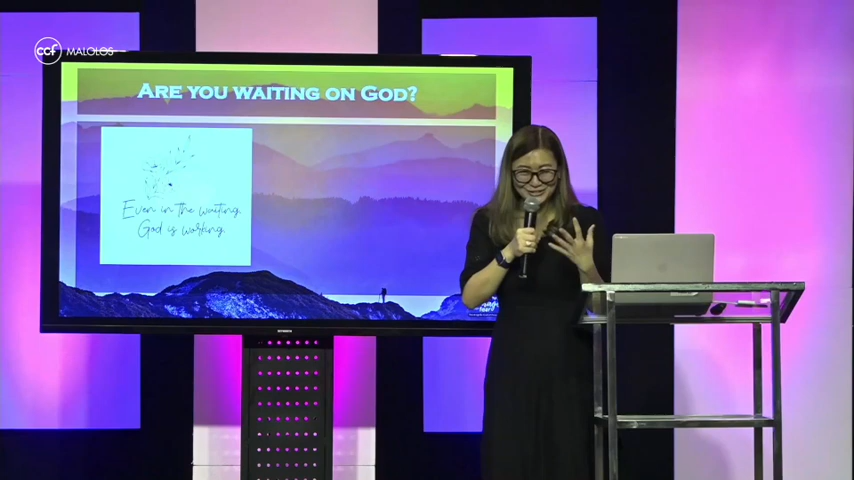 ccf MALOLOS
ARE YOU WAITING ON GOD?
Even in the waiting,
God is working.